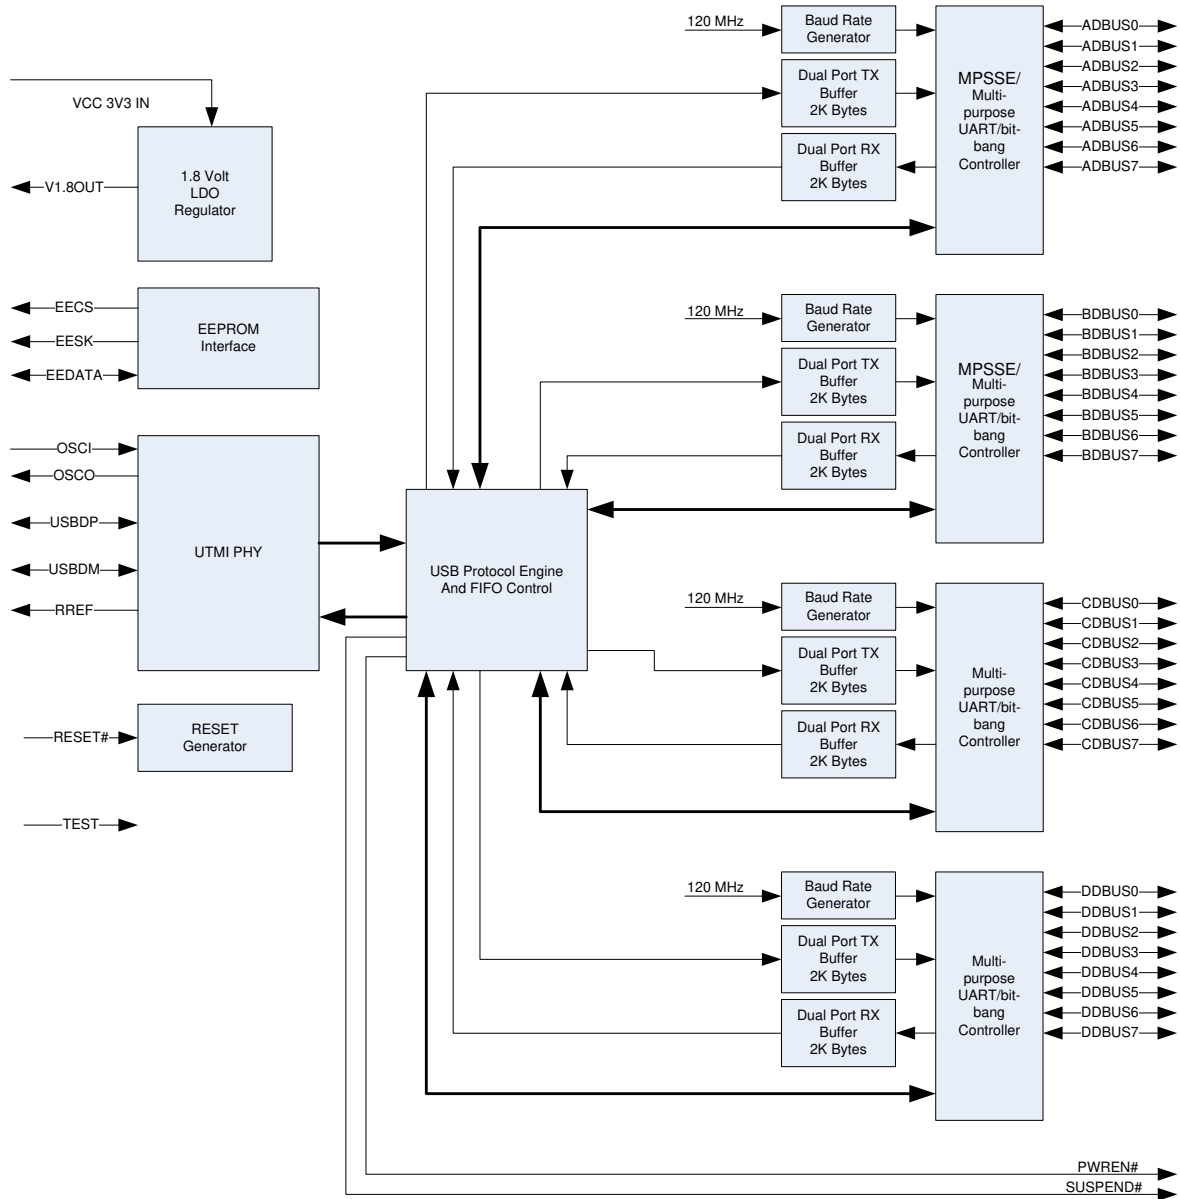 VCC 3V3 IN
1.8 Volt
LDO
Regulator
V1.8OUT
EECS
EESK
EEDATA
EEPROM
Interface
OSCI
OSCO
USBDP
USBDM
RREF
UTMI PHY
RESET#
RESET
Generator
TEST
USB Protocol Engine
And FIFO Control
120 MHz
Baud Rate
Generator
Dual Port TX
Buffer
2K Bytes
Dual Port RX
Buffer
2K Bytes
MPSSE/
Multi-
purpose
UART/bit-
bang
Controller
ADBUS0
ADBUS1
ADBUS2
ADBUS3
ADBUS4
ADBUS5
ADBUS6
ADBUS7
120 MHz
Baud Rate
Generator
Dual Port TX
Buffer
2K Bytes
Dual Port RX
Buffer
2K Bytes
MPSSE/
Multi-
purpose
UART/bit-
bang
Controller
BDBUS0
BDBUS1
BDBUS2
BDBUS3
BDBUS4
BDBUS5
BDBUS6
BDBUS7
120 MHz
Baud Rate
Generator
Dual Port TX
Buffer
2K Bytes
Dual Port RX
Buffer
2K Bytes
Multi-
purpose
UART/bit-
bang
Controller
CDBUS0
CDBUS1
CDBUS2
CDBUS3
CDBUS4
CDBUS5
CDBUS6
CDBUS7
120 MHz
Baud Rate
Generator
Dual Port TX
Buffer
2K Bytes
Dual Port RX
Buffer
2K Bytes
Multi-
purpose
UART/bit-
bang
Controller
DDBUS0
DDBUS1
DDBUS2
DDBUS3
DDBUS4
DDBUS5
DDBUS6
DDBUS7
PWREN#
SUSPEND#